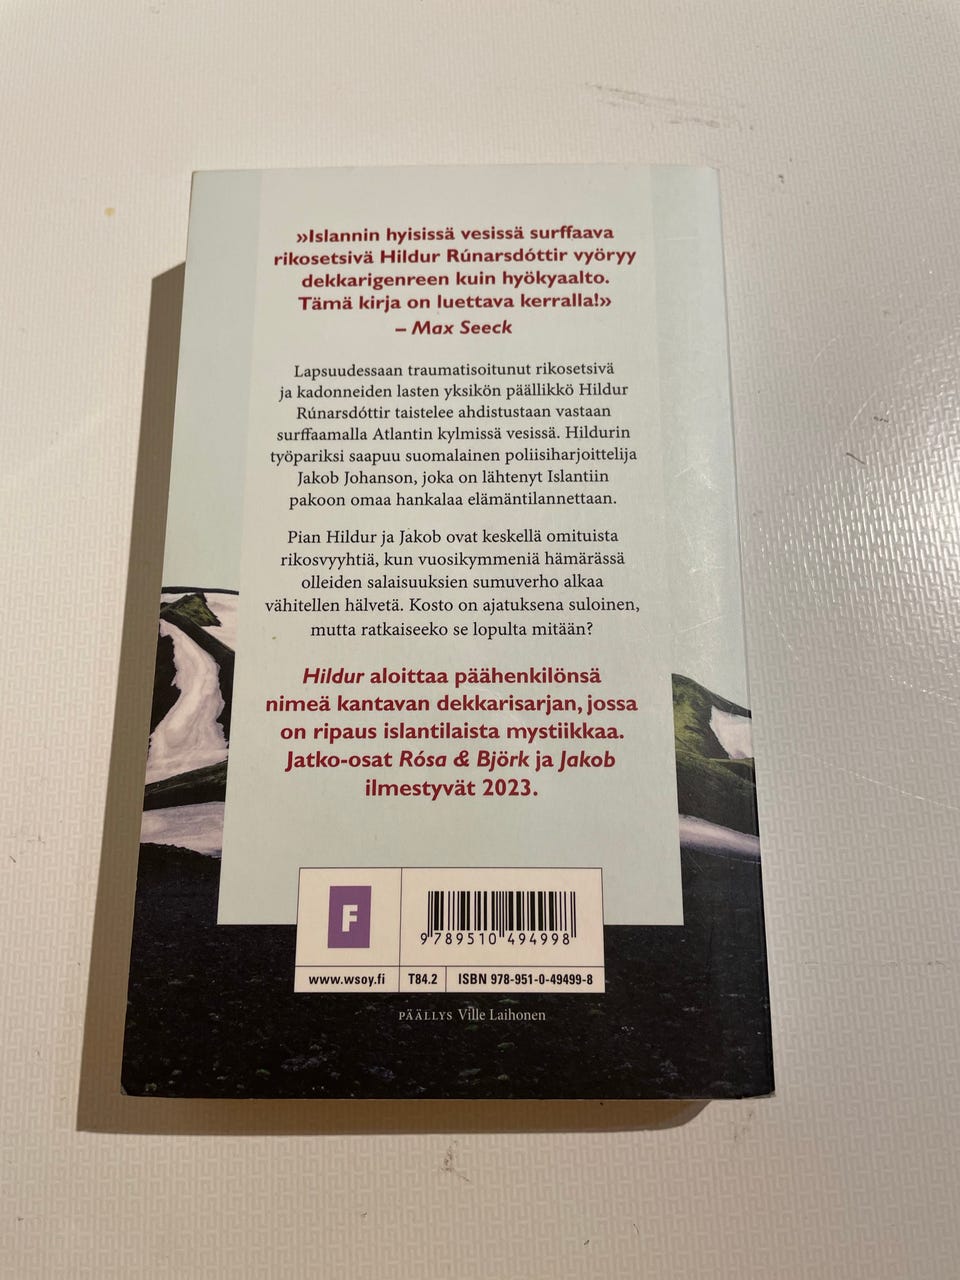 »Islannin hyisissä vesissä surffaava
rikosetsivä Hildur Rúnarsdóttir vyöryy
dekkarigenreen kuin hyökyaalto.
Tämä kirja on luettava kerralla!»
– Max Seeck
Lapsuudessaan traumatisoitunut rikosetsivä
ja kadonneiden lasten yksikön päällikkö Hildur
Rúnarsdóttir taistelee ahdistustaan vastaan
surffaamalla Atlantin kylmissä vesissä. Hildurin
työpariksi saapuu suomalainen poliisiharjoittelija
Jakob Johanson, joka on lähtenyt Islantiin
pakoon omaa hankalaa elämäntilannettaan.
Pian Hildur ja Jakob ovat keskellä omituista
rikosvyyhtiä, kun vuosikymmeniä hämärässä
olleiden salaisuuksien sumuverho alkaa
vähitellen hälvetä. Kosto on ajatuksena suloinen,
mutta ratkaiseeko se lopulta mitään?
Hildur aloittaa päähenkilönsä
nimeä kantavan dekkarisarjan, jossa
on ripaus islantilaista mystiikkaa.
Jatko-osat Rósa & Björk ja Jakob
ilmestyvät 2023.
F
9 789510 494998
www.wsoy.fi T84.2 ISBN 978-951-0-49499-8
PÄÄLLYS Ville Laihonen